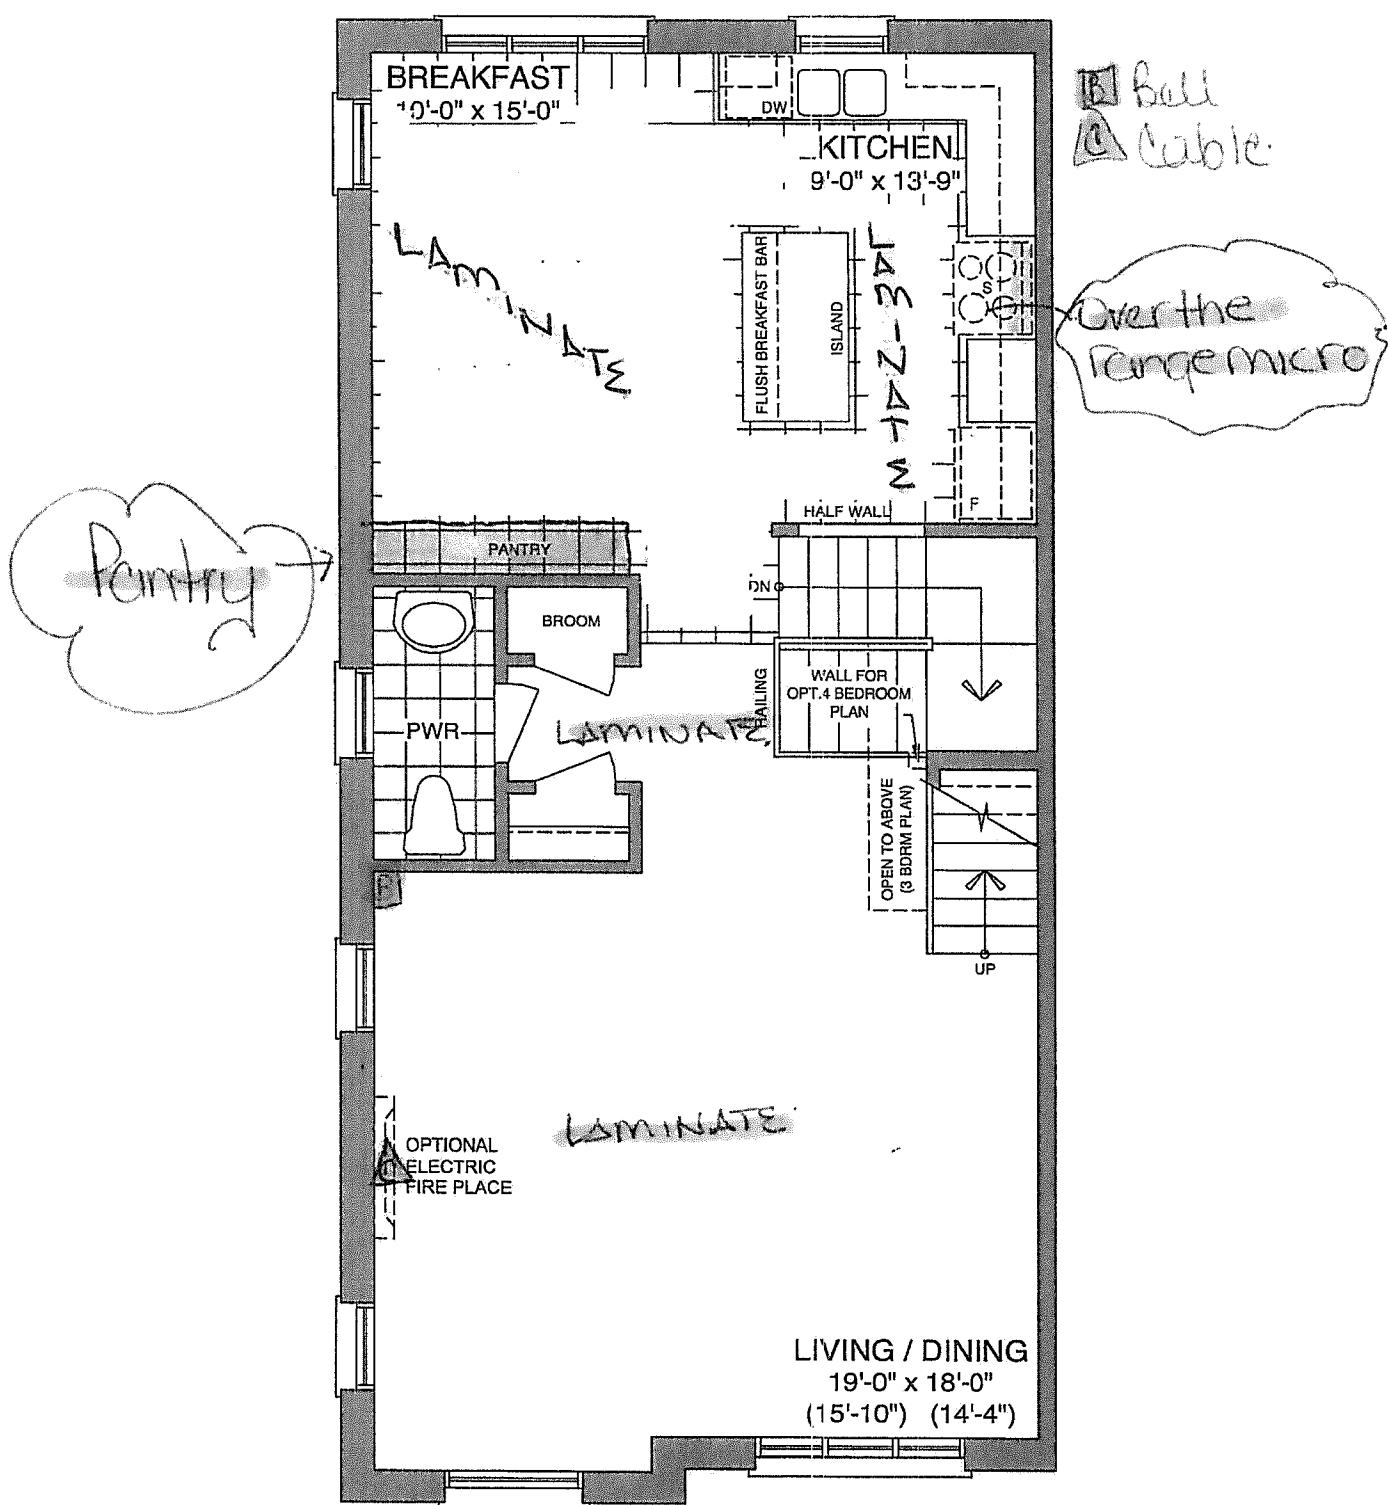 BREAKFAST
10'-0" x 15'-0"
DW
KITCHEN
9'-0" x 13'-9"
B Bell
C Cable
LAMINATE
LAMINATE
FLUSH BREAKFAST BAR
ISLAND
S
Over the
range micro
F
HALF WALL
Pantry
PANTRY
DN
BROOM
WALL FOR
OPT.4 BEDROOM
PLAN
RAILING
PWR
LAMINATE
OPEN TO ABOVE
(3 BDRM PLAN)
UP
LAMINATE
C
OPTIONAL
ELECTRIC
FIRE PLACE
LIVING / DINING
19'-0" x 18'-0"
(15'-10") (14'-4")